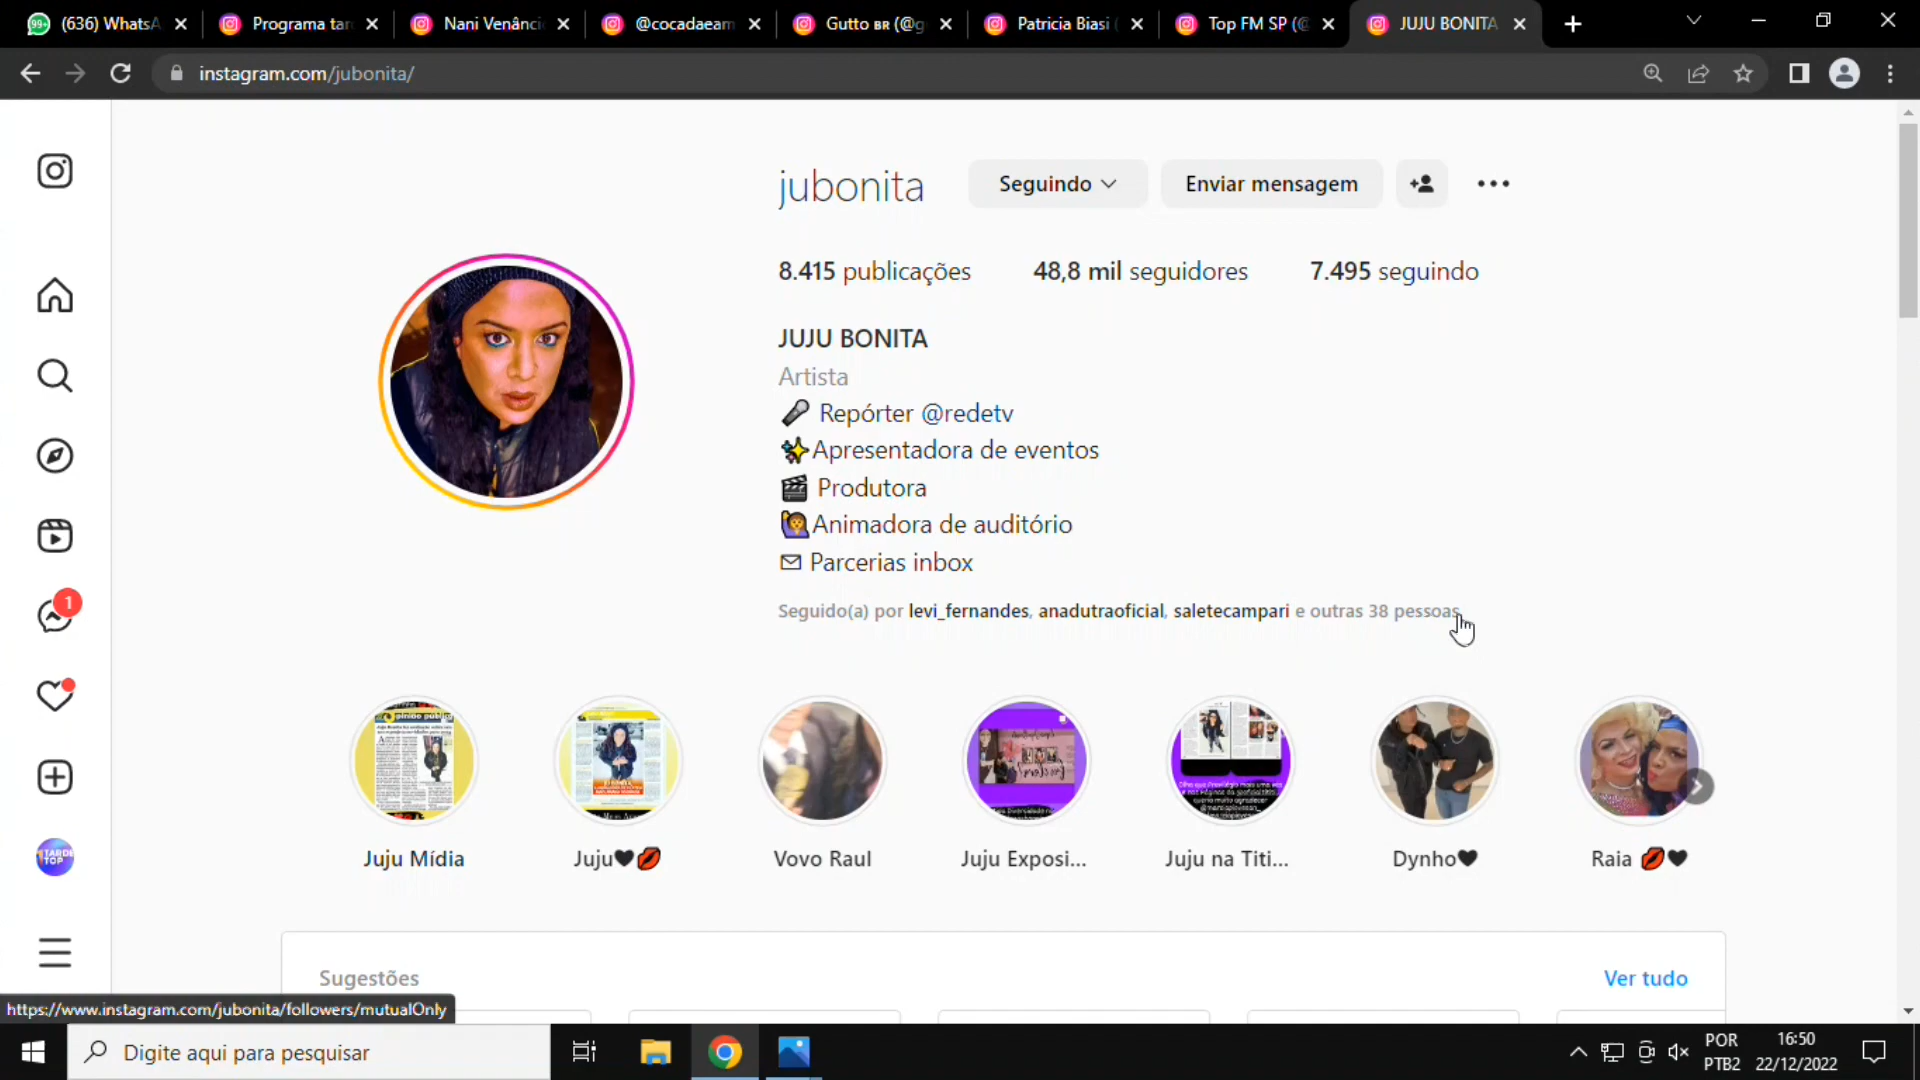 (636) WhatsA
Programa tar
Nani Venânci
@cocadaeam
Gutto BR (@g
Patricia Biasi (
Top FM SP (@
JUJU BONITA
instagram.com/jubonita/
jubonita
Seguindo
Enviar mensagem
8.415 publicações
48,8 mil seguidores
7.495 seguindo
JUJU BONITA
Artista
🎤 Repórter @redetv
✨Apresentadora de eventos
🎬 Produtora
🙋Animadora de auditório
✉ Parcerias inbox
Seguido(a) por levi_fernandes, anadutraoficial, saletecampari e outras 38 pessoas
1
TARDE
TOP
Juju Mídia
Juju🖤💋
Vovo Raul
Juju Exposi...
Juju na Titi...
Dynho🖤
Raia 💋🖤
Sugestões
Ver tudo
https://www.instagram.com/jubonita/followers/mutualOnly
Digite aqui para pesquisar
POR
PTB2
16:50
22/12/2022